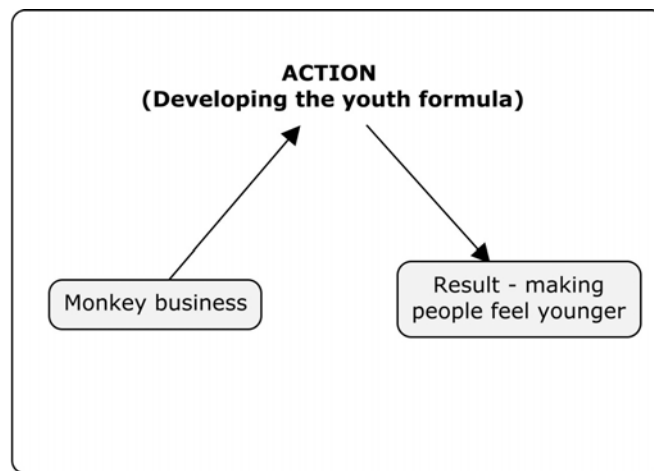 ACTION
(Developing the youth formula)
Monkey business
Result - making
people feel younger